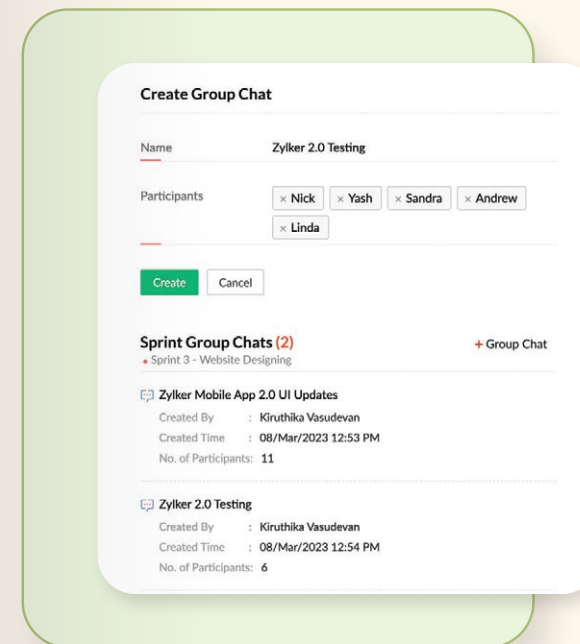 Create Group Chat
Name Zylker 2.0 Testing
Participants × Nick × Yash × Sandra × Andrew
× Linda
Create Cancel
Sprint Group Chats (2) + Group Chat
• Sprint 3 - Website Designing
Zylker Mobile App 2.0 UI Updates
Created By : Kiruthika Vasudevan
Created Time : 08/Mar/2023 12:53 PM
No. of Participants: 11
Zylker 2.0 Testing
Created By : Kiruthika Vasudevan
Created Time : 08/Mar/2023 12:54 PM
No. of Participants: 6